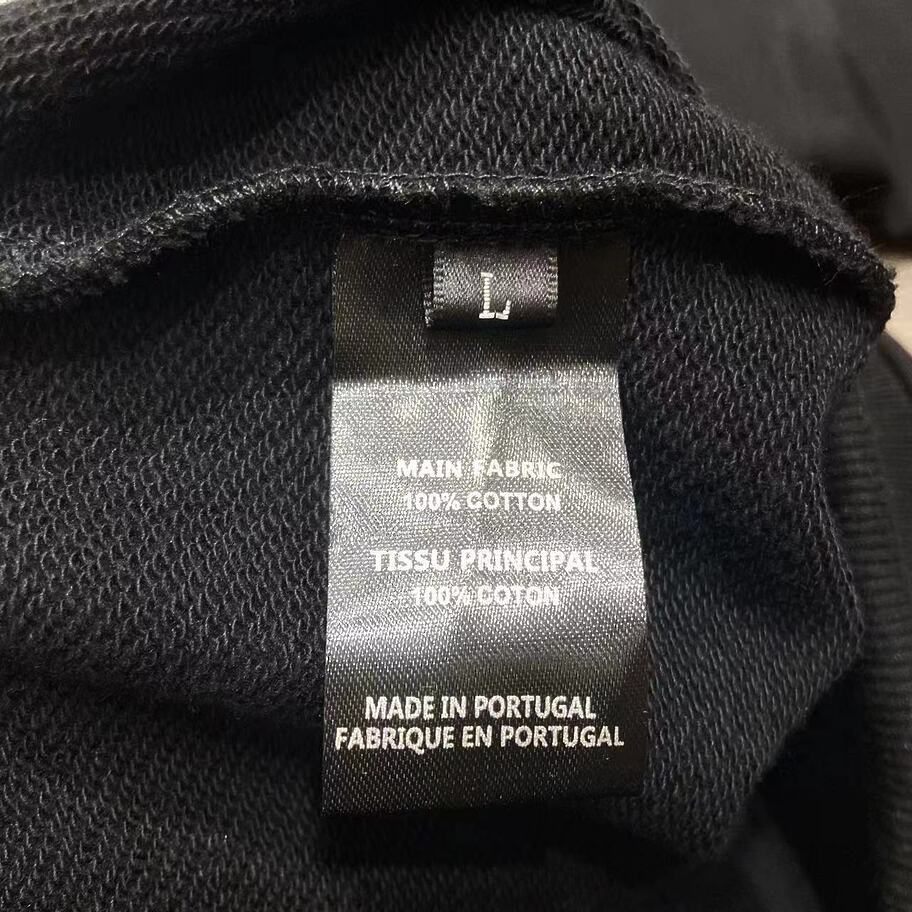 L
MAIN FABRIC
100% COTTON
TISSU PRINCIPAL
100% COTON
MADE IN PORTUGAL
FABRIQUE EN PORTUGAL